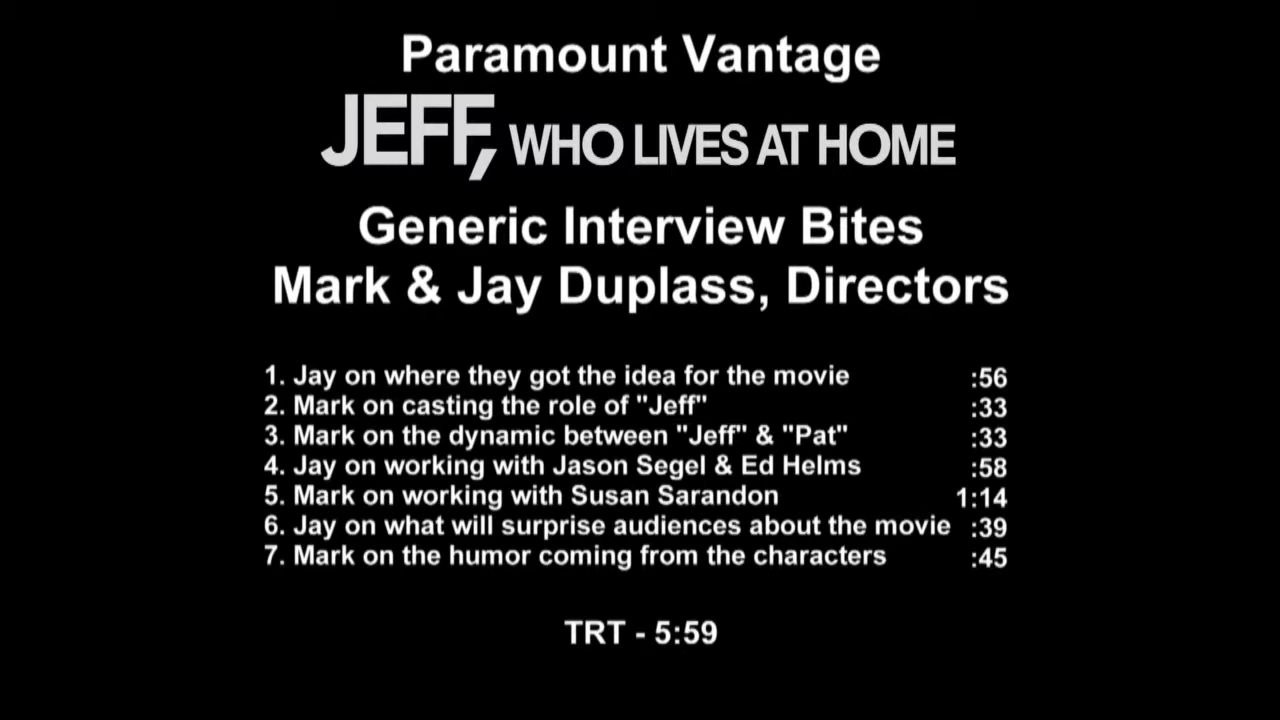 Paramount Vantage
JEFF, WHO LIVES AT HOME
Generic Interview Bites
Mark & Jay Duplass, Directors
1. Jay on where they got the idea for the movie :56
2. Mark on casting the role of "Jeff" :33
3. Mark on the dynamic between "Jeff" & "Pat" :33
4. Jay on working with Jason Segel & Ed Helms :58
5. Mark on working with Susan Sarandon 1:14
6. Jay on what will surprise audiences about the movie :39
7. Mark on the humor coming from the characters :45
TRT - 5:59